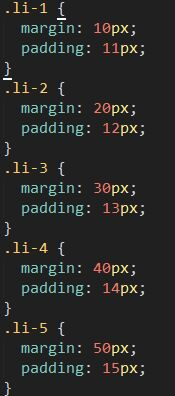 .li-1 {
  margin: 10px;
  padding: 11px;
}
.li-2 {
  margin: 20px;
  padding: 12px;
}
.li-3 {
  margin: 30px;
  padding: 13px;
}
.li-4 {
  margin: 40px;
  padding: 14px;
}
.li-5 {
  margin: 50px;
  padding: 15px;
}